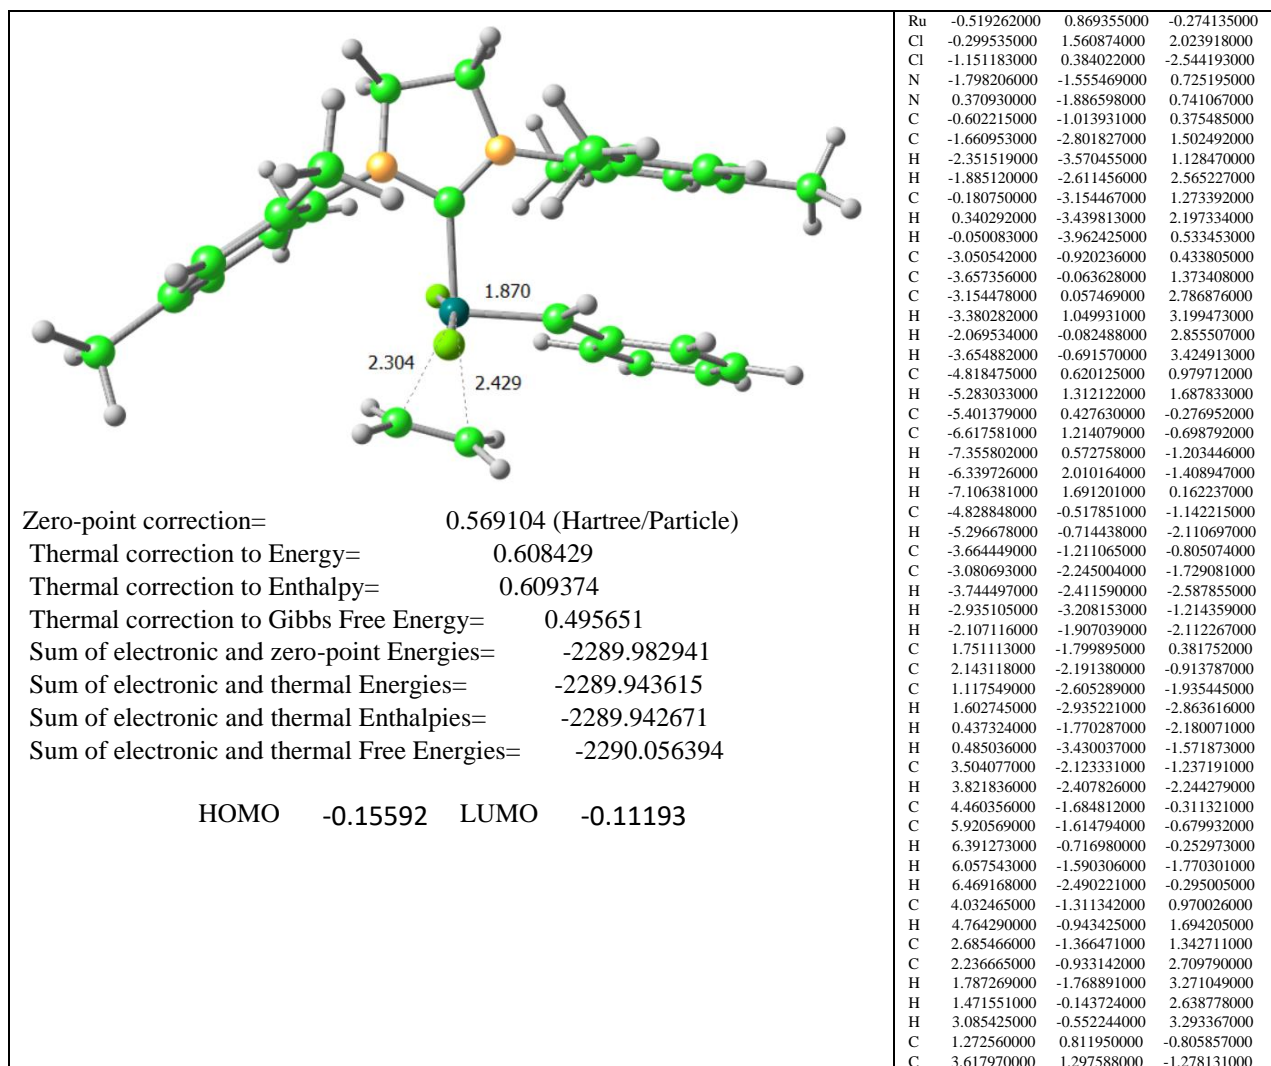 1.870
2.304
2.429
Zero-point correction= 0.569104 (Hartree/Particle)
Thermal correction to Energy= 0.608429
Thermal correction to Enthalpy= 0.609374
Thermal correction to Gibbs Free Energy= 0.495651
Sum of electronic and zero-point Energies= -2289.982941
Sum of electronic and thermal Energies= -2289.943615
Sum of electronic and thermal Enthalpies= -2289.942671
Sum of electronic and thermal Free Energies= -2290.056394
HOMO -0.15592 LUMO -0.11193
Ru -0.519262000 0.869355000 -0.274135000
Cl -0.299535000 1.560874000 2.023918000
Cl -1.151183000 0.384022000 -2.544193000
N -1.798206000 -1.555469000 0.725195000
N 0.370930000 -1.886598000 0.741067000
C -0.602215000 -1.013931000 0.375485000
C -1.660953000 -2.801827000 1.502492000
H -2.351519000 -3.570455000 1.128470000
H -1.885120000 -2.611456000 2.565227000
C -0.180750000 -3.154467000 1.273392000
H 0.340292000 -3.439813000 2.197334000
H -0.050083000 -3.962425000 0.533453000
C -3.050542000 -0.920236000 0.433805000
C -3.657356000 -0.063628000 1.373408000
C -3.154478000 0.057469000 2.786876000
H -3.380282000 1.049931000 3.199473000
H -2.069534000 -0.082488000 2.855507000
H -3.654882000 -0.691570000 3.424913000
C -4.818475000 0.620125000 0.979712000
H -5.283033000 1.312122000 1.687833000
C -5.401379000 0.427630000 -0.276952000
C -6.617581000 1.214079000 -0.698792000
H -7.355802000 0.572758000 -1.203446000
H -6.339726000 2.010164000 -1.408947000
H -7.106381000 1.691201000 0.162237000
C -4.828848000 -0.517851000 -1.142215000
H -5.296678000 -0.714438000 -2.110697000
C -3.664449000 -1.211065000 -0.805074000
C -3.080693000 -2.245004000 -1.729081000
H -3.744497000 -2.411590000 -2.587855000
H -2.935105000 -3.208153000 -1.214359000
H -2.107116000 -1.907039000 -2.112267000
C 1.751113000 -1.799895000 0.381752000
C 2.143118000 -2.191380000 -0.913787000
C 1.117549000 -2.605289000 -1.935445000
H 1.602745000 -2.935221000 -2.863616000
H 0.437324000 -1.770287000 -2.180071000
H 0.485036000 -3.430037000 -1.571873000
C 3.504077000 -2.123331000 -1.237191000
H 3.821836000 -2.407826000 -2.244279000
C 4.460356000 -1.684812000 -0.311321000
C 5.920569000 -1.614794000 -0.679932000
H 6.391273000 -0.716980000 -0.252973000
H 6.057543000 -1.590306000 -1.770301000
H 6.469168000 -2.490221000 -0.295005000
C 4.032465000 -1.311342000 0.970026000
H 4.764290000 -0.943425000 1.694205000
C 2.685466000 -1.366471000 1.342711000
C 2.236665000 -0.933142000 2.709790000
H 1.787269000 -1.768891000 3.271049000
H 1.471551000 -0.143724000 2.638778000
H 3.085425000 -0.552244000 3.293367000
C 1.272560000 0.811950000 -0.805857000
C 3.617970000 1.297588000 -1.278131000